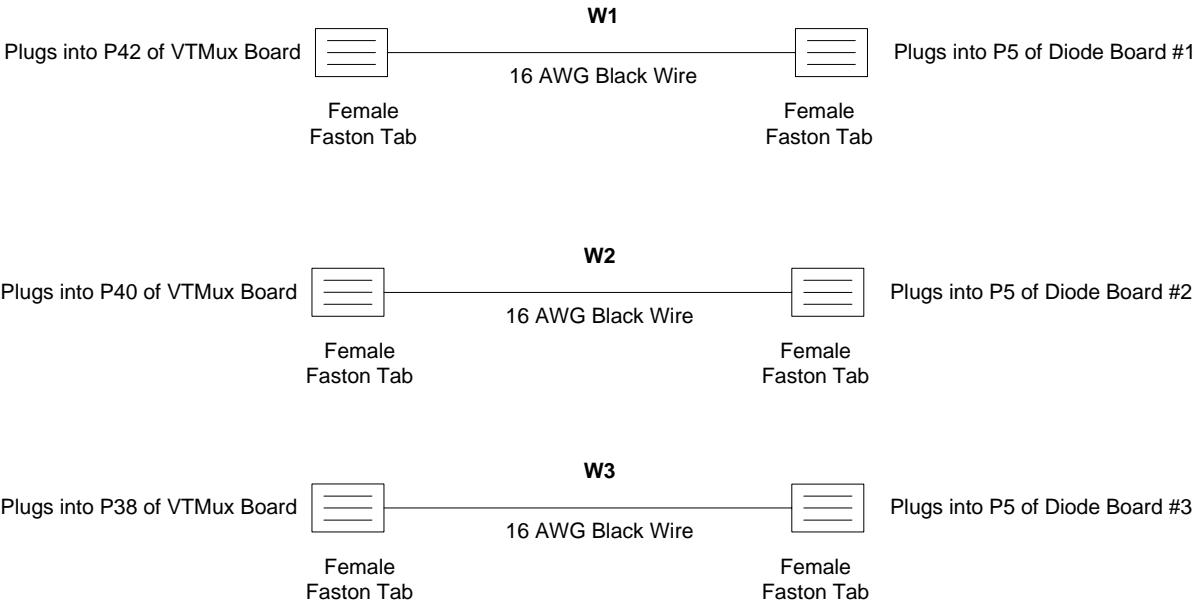 W1
Plugs into P42 of VTMux Board
Plugs into P5 of Diode Board #1
16 AWG Black Wire
Female
Faston Tab
Female
Faston Tab
W2
Plugs into P40 of VTMux Board
Plugs into P5 of Diode Board #2
16 AWG Black Wire
Female
Faston Tab
Female
Faston Tab
W3
Plugs into P38 of VTMux Board
Plugs into P5 of Diode Board #3
16 AWG Black Wire
Female
Faston Tab
Female
Faston Tab